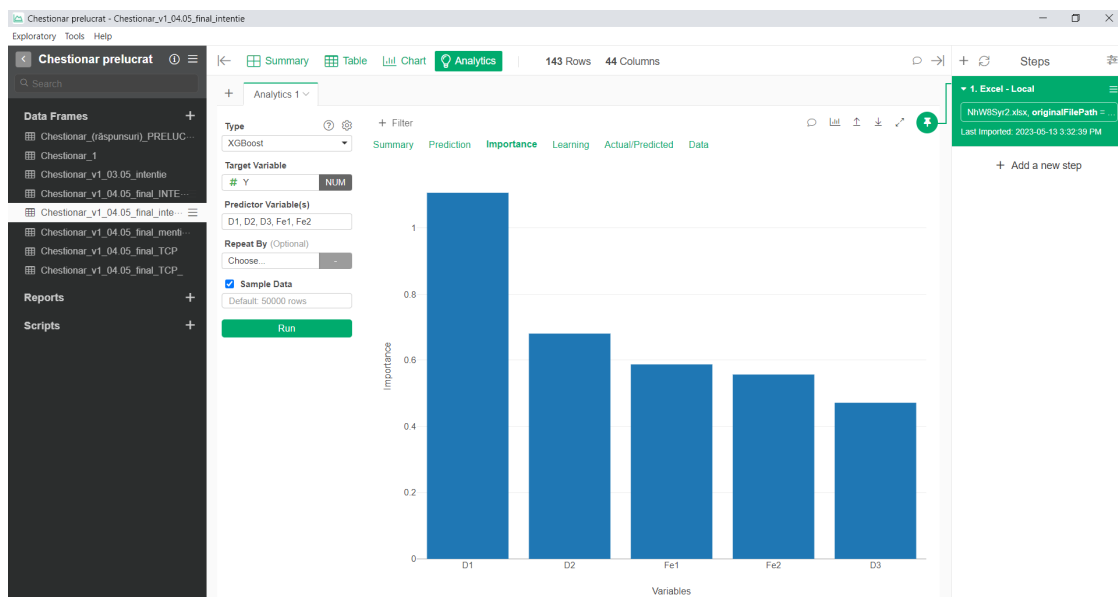 Chestionar prelucrat - Chestionar_v1_04.05_final_intentie
Exploratory Tools Help
Chestionar prelucrat
Search
Data Frames
Chestionar_(răspunsuri)_PRELUC...
Chestionar_1
Chestionar_v1_03.05_intentie
Chestionar_v1_04.05_final_INTE...
Chestionar_v1_04.05_final_inte...
Chestionar_v1_04.05_final_menti...
Chestionar_v1_04.05_final_TCP
Chestionar_v1_04.05_final_TCP_
Reports
Scripts
Summary Table Chart Analytics 143 Rows 44 Columns
Analytics 1
Type
XGBoost
Target Variable
# Y NUM
Predictor Variable(s)
D1, D2, D3, Fe1, Fe2
Repeat By (Optional)
Choose... -
Sample Data
Default: 50000 rows
Run
+ Filter
Summary Prediction Importance Learning Actual/Predicted Data
1
0.8
0.6
0.4
0.2
0
Importance
D1 D2 Fe1 Fe2 D3
Variables
Steps
1. Excel - Local
NhW8Syr2.xlsx, originalFilePath = ...
Last Imported: 2023-05-13 3:32:39 PM
+ Add a new step